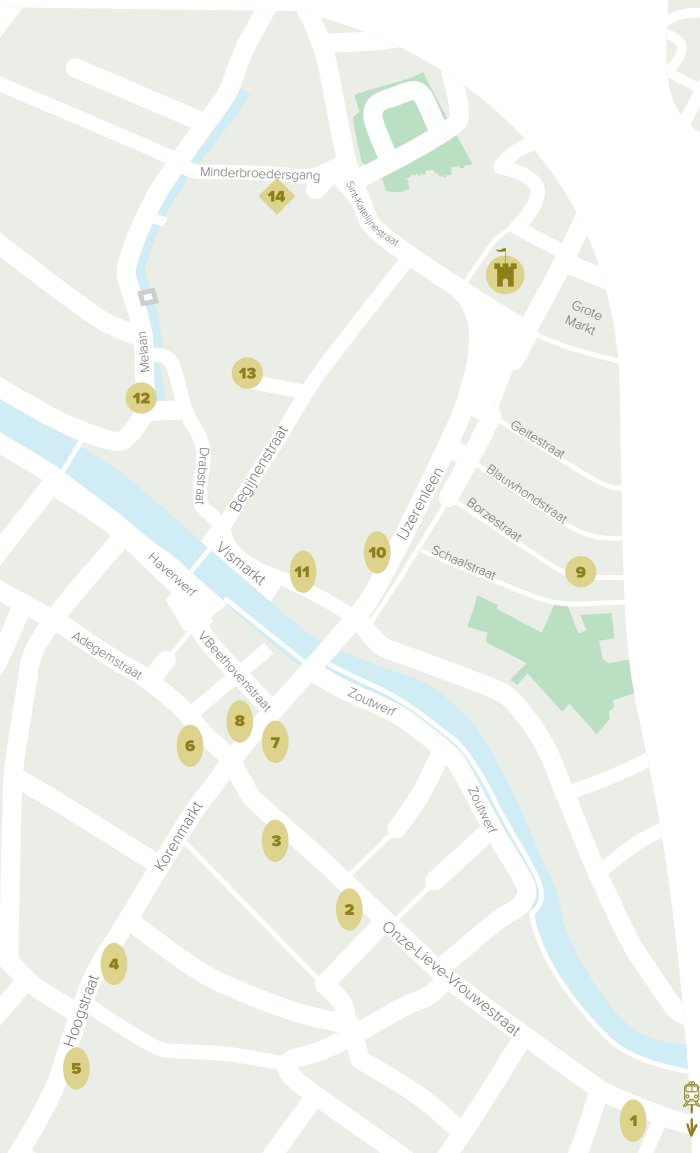 Minderbroedersgang
14
Sint-Katelijnestraat
Grote
Markt
Melaan
13
12
Geitestraat
Begijnenstraat
Drabstraat
Blauwhondstraat
IJzerenleen
Borzestraat
Vismarkt
10
Schaalstraat
11
9
Haverwerf
Adegemstraat
V.Beethovenstraat
Zoutwerf
8
6
7
Zoutwerf
Korenmarkt
3
2
Onze-Lieve-Vrouwestraat
4
Hoogstraat
5
1